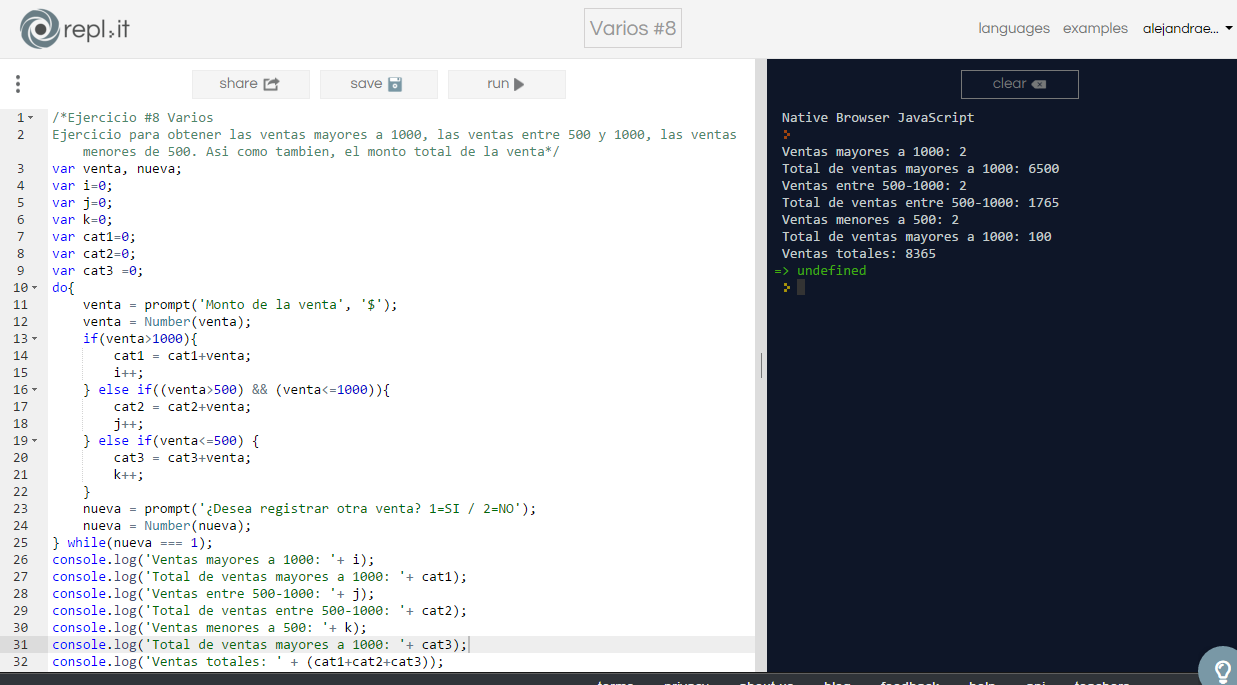 repl.it
Varios #8
languages examples alejandrae...
share save run
clear
1 /*Ejercicio #8 Varios
2 Ejercicio para obtener las ventas mayores a 1000, las ventas entre 500 y 1000, las ventas
menores de 500. Asi como tambien, el monto total de la venta*/
3 var venta, nueva;
4 var i=0;
5 var j=0;
6 var k=0;
7 var cat1=0;
8 var cat2=0;
9 var cat3 =0;
10 do{
11 venta = prompt('Monto de la venta', '$');
12 venta = Number(venta);
13 if(venta>1000){
14 cat1 = cat1+venta;
15 i++;
16 } else if((venta>500) && (venta<=1000)){
17 cat2 = cat2+venta;
18 j++;
19 } else if(venta<=500) {
20 cat3 = cat3+venta;
21 k++;
22 }
23 nueva = prompt('¿Desea registrar otra venta? 1=SI / 2=NO');
24 nueva = Number(nueva);
25 } while(nueva === 1);
26 console.log('Ventas mayores a 1000: '+ i);
27 console.log('Total de ventas mayores a 1000: '+ cat1);
28 console.log('Ventas entre 500-1000: '+ j);
29 console.log('Total de ventas entre 500-1000: '+ cat2);
30 console.log('Ventas menores a 500: '+ k);
31 console.log('Total de ventas mayores a 1000: '+ cat3);
32 console.log('Ventas totales: ' + (cat1+cat2+cat3));
Native Browser JavaScript
Ventas mayores a 1000: 2
Total de ventas mayores a 1000: 6500
Ventas entre 500-1000: 2
Total de ventas entre 500-1000: 1765
Ventas menores a 500: 2
Total de ventas mayores a 1000: 100
Ventas totales: 8365
=> undefined
terms privacy about us blog feedback help api teachers